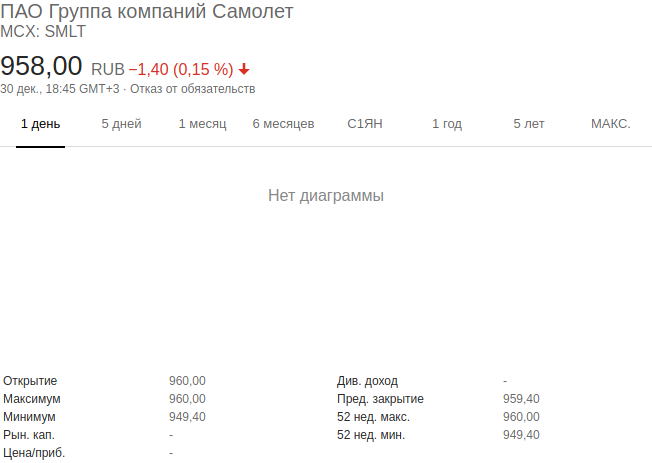 ПАО Группа компаний Самолет
MCX: SMLT
958,00 RUB −1,40 (0,15 %)
30 дек., 18:45 GMT+3 · Отказ от обязательств
1 день 5 дней 1 месяц 6 месяцев С1ЯН 1 год 5 лет МАКС.
Нет диаграммы
Открытие 960,00 Див. доход -
Максимум 960,00 Пред. закрытие 959,40
Минимум 949,40 52 нед. макс. 960,00
Рын. кап. - 52 нед. мин. 949,40
Цена/приб. -